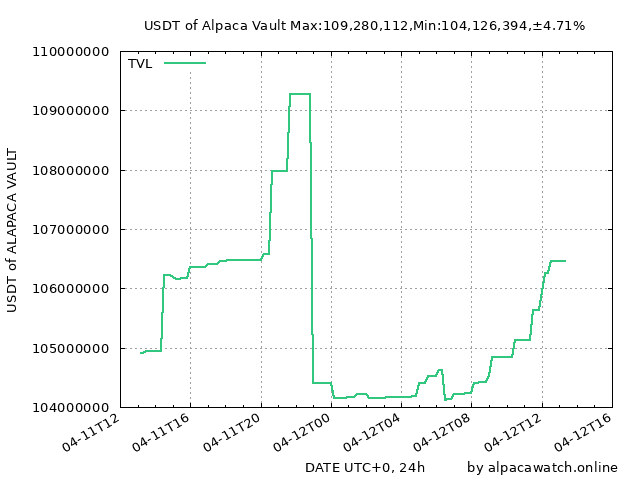 USDT of Alpaca Vault Max:109,280,112,Min:104,126,394,±4.71%
110000000
TVL
109000000
108000000
107000000
106000000
105000000
104000000
USDT of ALAPACA VAULT
04-11T12
04-11T16
04-11T20
04-12T00
04-12T04
04-12T08
04-12T12
04-12T16
DATE UTC+0, 24h
by alpacawatch.online